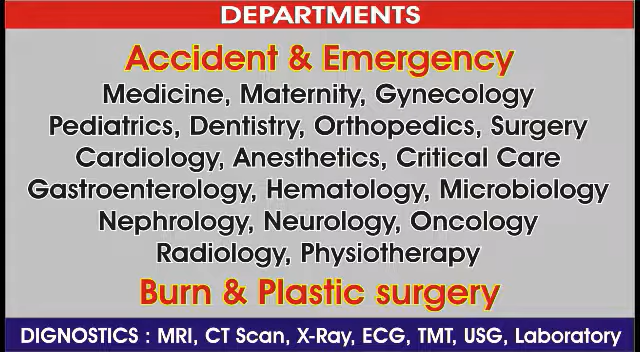 DEPARTMENTS
Accident & Emergency
Medicine, Maternity, Gynecology
Pediatrics, Dentistry, Orthopedics, Surgery
Cardiology, Anesthetics, Critical Care
Gastroenterology, Hematology, Microbiology
Nephrology, Neurology, Oncology
Radiology, Physiotherapy
Burn & Plastic surgery
DIGNOSTICS : MRI, CT Scan, X-Ray, ECG, TMT, USG, Laboratory